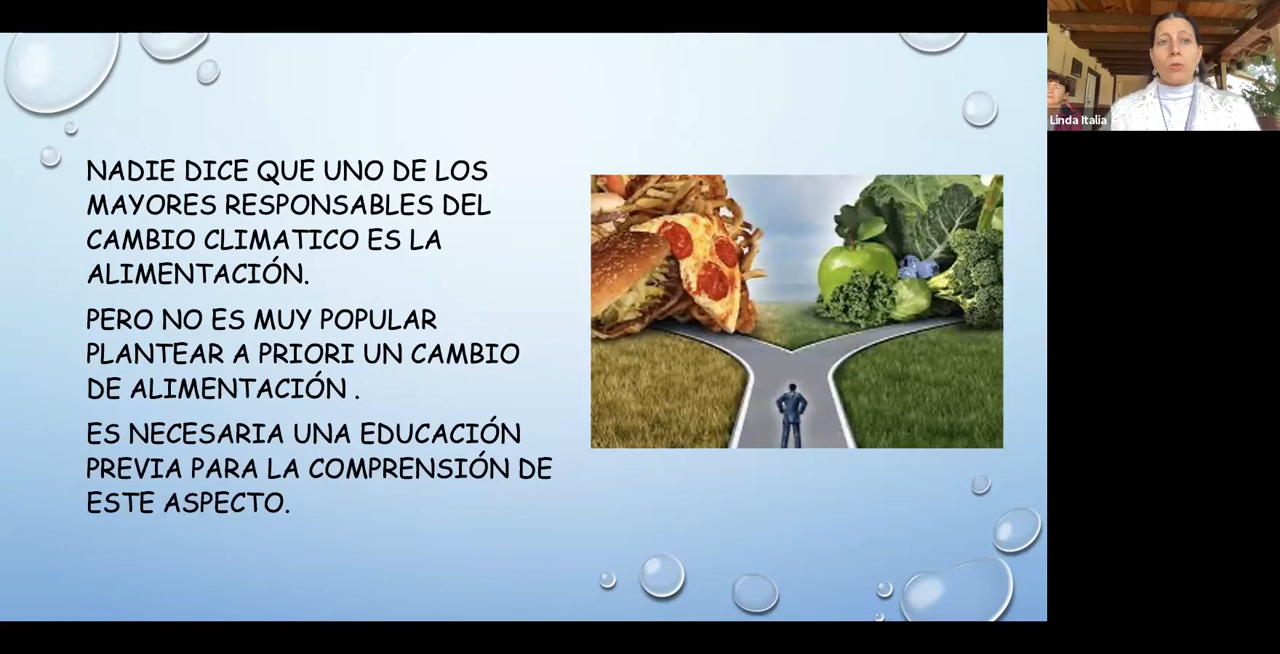 NADIE DICE QUE UNO DE LOS
MAYORES RESPONSABLES DEL
CAMBIO CLIMATICO ES LA
ALIMENTACIÓN.
PERO NO ES MUY POPULAR
PLANTEAR A PRIORI UN CAMBIO
DE ALIMENTACIÓN .
ES NECESARIA UNA EDUCACIÓN
PREVIA PARA LA COMPRENSIÓN DE
ESTE ASPECTO.
Linda Italia